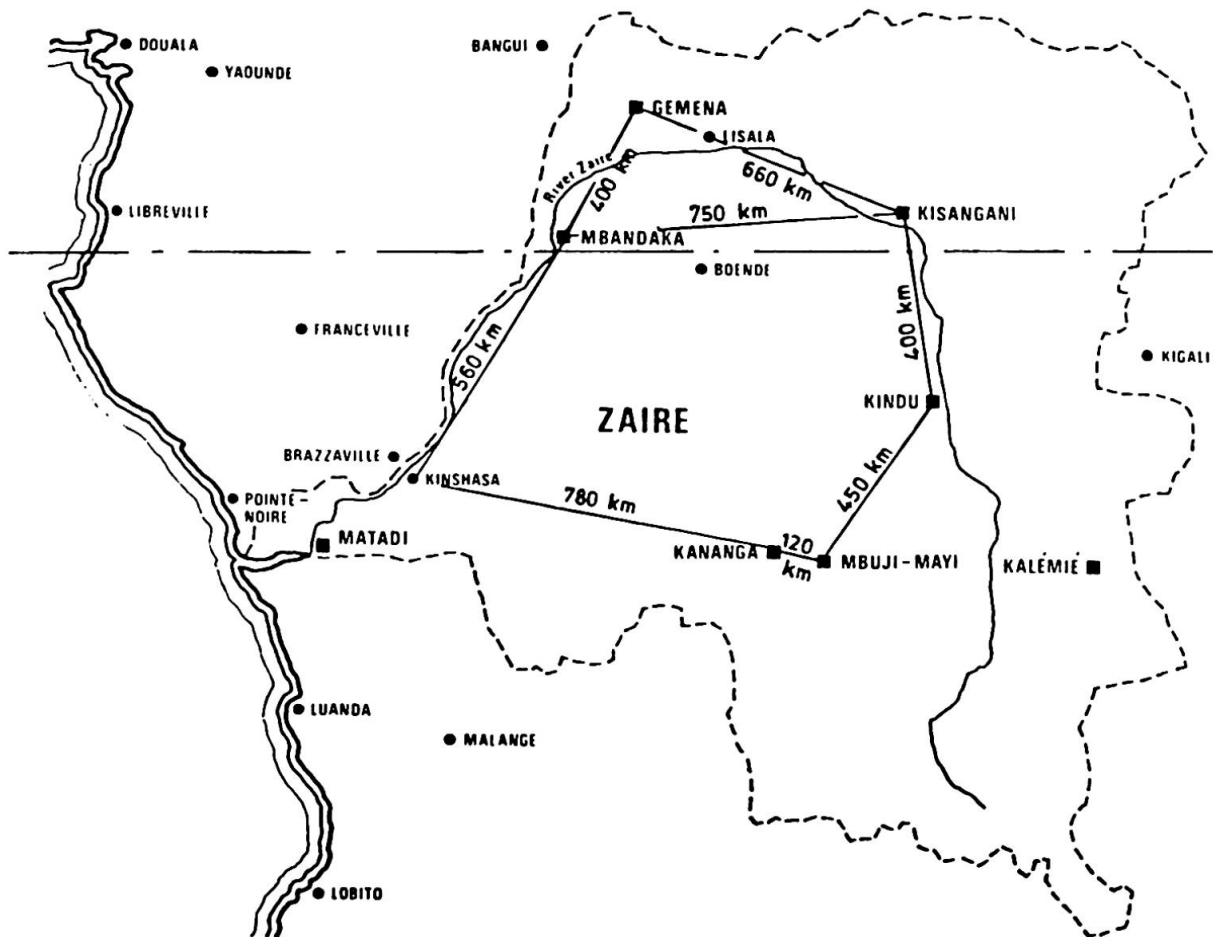 DOUALA
BANGUI
YAOUNDE
GEMENA
LISALA
River Zaire
400 km
660 km
LIBREVILLE
750 km
KISANGANI
MBANDAKA
BOENDE
FRANCEVILLE
560 km
400 km
KIGALI
ZAIRE
KINDU
BRAZZAVILLE
KINSHASA
450 km
POINTE-
NOIRE
780 km
MATADI
KANANGA
120
km
MBUJI-MAYI
KALÉMIÉ
LUANDA
MALANGE
LOBITO